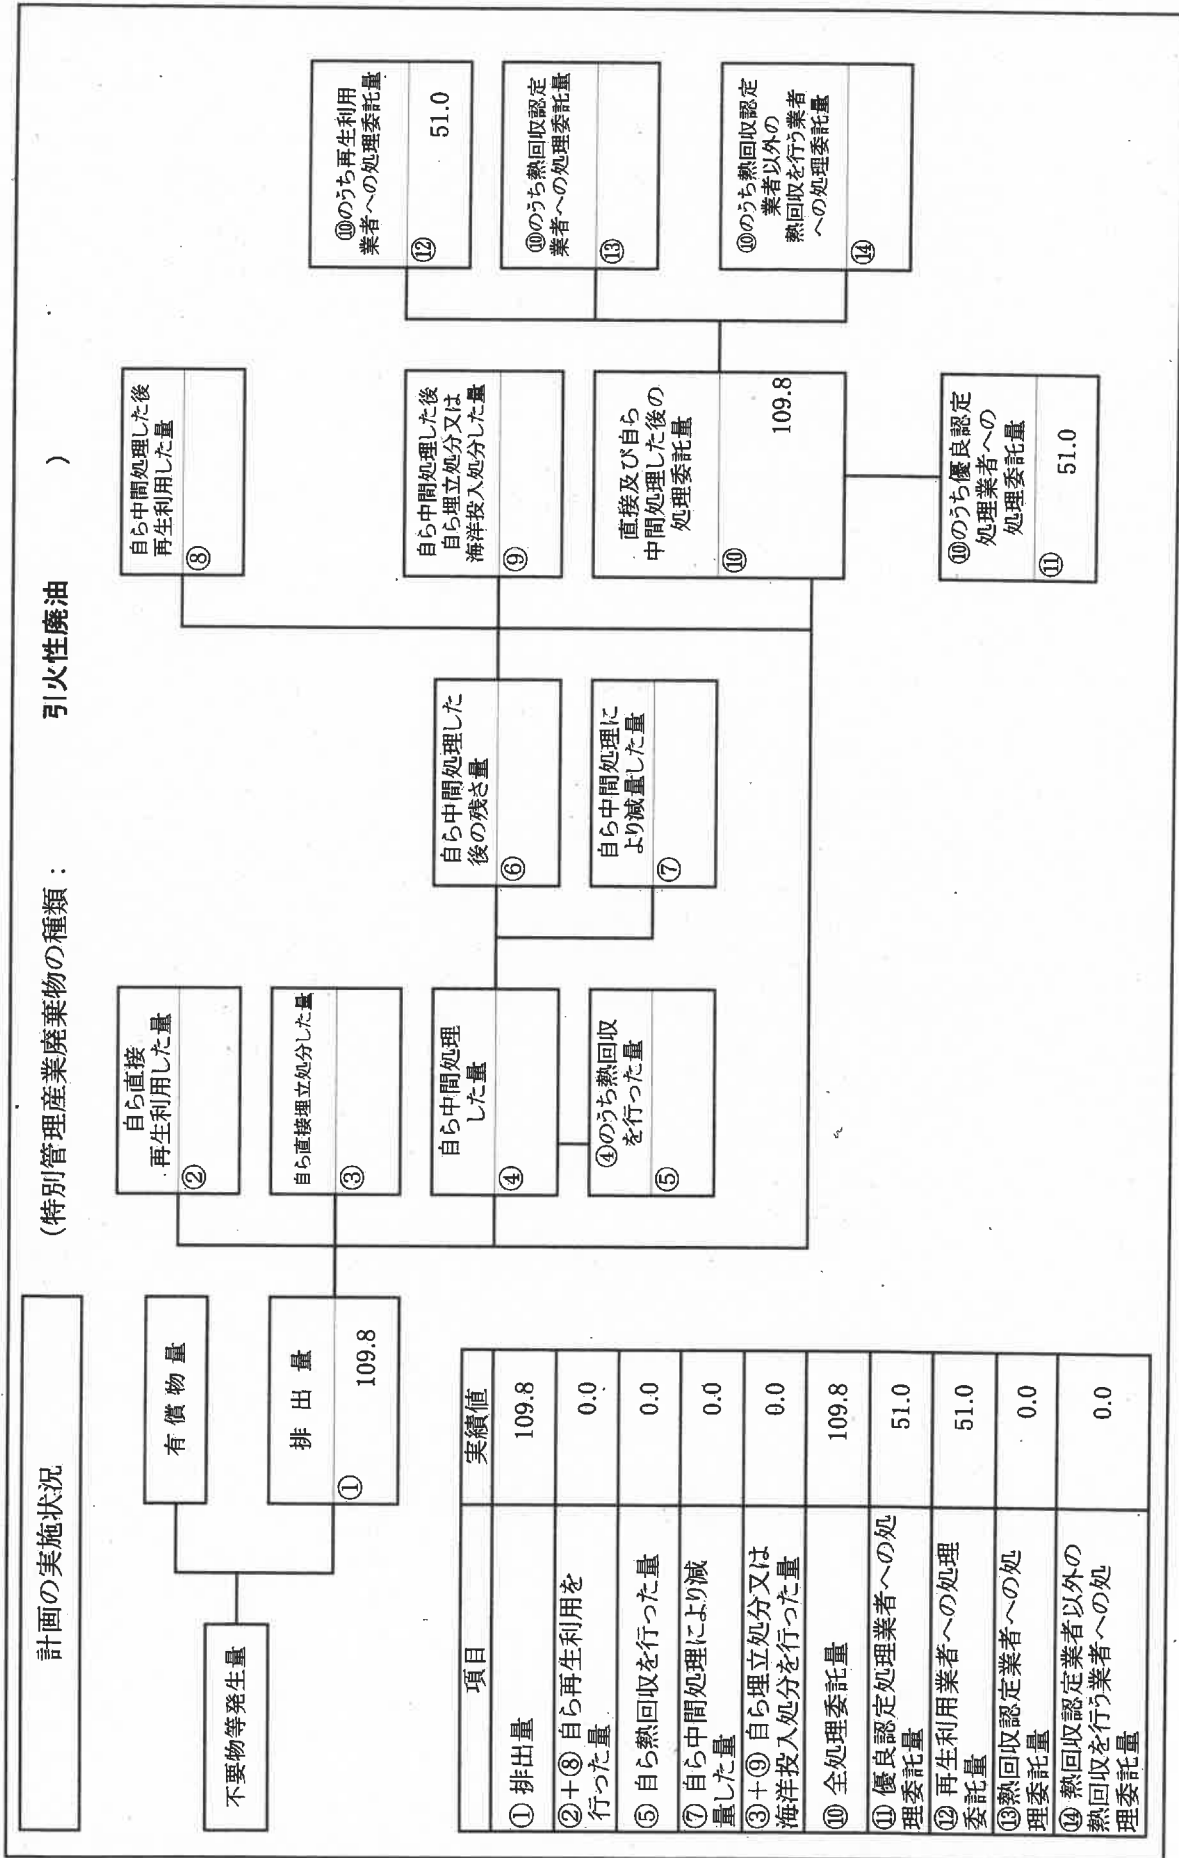 計画の実施状況
(特別管理産業廃棄物の種類： 引火性廃油 )
不要物等発生量
有償物量
排出量
①
109.8
自ら直接
再生利用した量
②
自ら直接埋立処分した量
③
自ら中間処理
した量
④
④のうち熱回収
を行った量
⑤
自ら中間処理した
後の残さ量
⑥
自ら中間処理に
より減量した量
⑦
自ら中間処理した後
再生利用した量
⑧
自ら中間処理した後
自ら埋立処分又は
海洋投入処分した量
⑨
直接及び自ら
中間処理した後の
処理委託量
⑩
109.8
⑩のうち優良認定
処理業者への
処理委託量
⑪
51.0
⑩のうち再生利用
業者への処理委託量
⑫
51.0
⑩のうち熱回収認定
業者への処理委託量
⑬
⑩のうち熱回収認定
業者以外の
熱回収を行う業者
への処理委託量
⑭
項目 実績値
① 排出量 109.8
②＋⑧ 自ら再生利用を
行った量 0.0
⑤ 自ら熱回収を行った量 0.0
⑦ 自ら中間処理により減
量した量 0.0
③＋⑨ 自ら埋立処分又は
海洋投入処分を行った量 0.0
⑩ 全処理委託量 109.8
⑪ 優良認定処理業者への処
理委託量 51.0
⑫ 再生利用業者への処理
委託量 51.0
⑬熱回収認定業者への処
理委託量 0.0
⑭ 熱回収認定業者以外の
熱回収を行う業者への処
理委託量 0.0